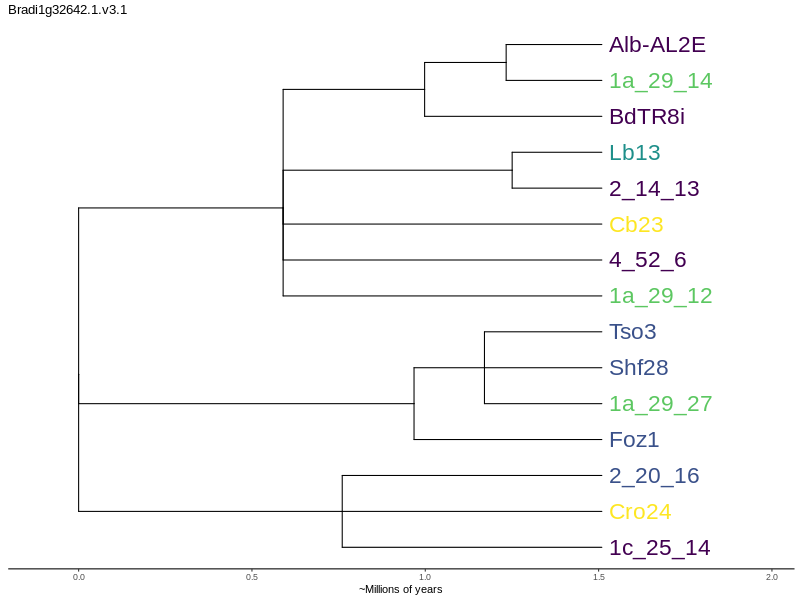 Bradi1g32642.1.v3.1
Alb-AL2E
1a_29_14
BdTR8i
Lb13
2_14_13
Cb23
4_52_6
1a_29_12
Tso3
Shf28
1a_29_27
Foz1
2_20_16
Cro24
1c_25_14
0.0 0.5 1.0 1.5 2.0
~Millions of years